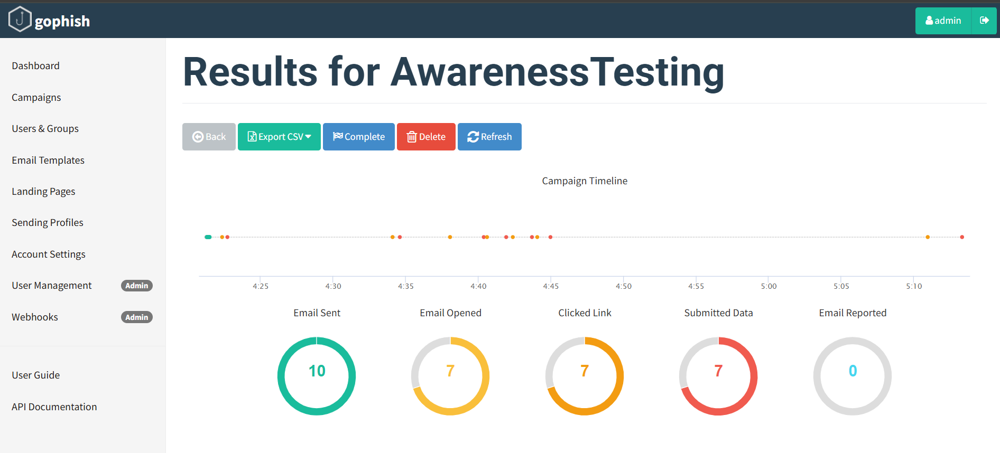 gophish
admin
Dashboard
Campaigns
Users & Groups
Email Templates
Landing Pages
Sending Profiles
Account Settings
User Management Admin
Webhooks Admin
User Guide
API Documentation
Results for AwarenessTesting
Back Export CSV Complete Delete Refresh
Campaign Timeline
4:25 4:30 4:35 4:40 4:45 4:50 4:55 5:00 5:05 5:10
Email Sent Email Opened Clicked Link Submitted Data Email Reported
10 7 7 7 0